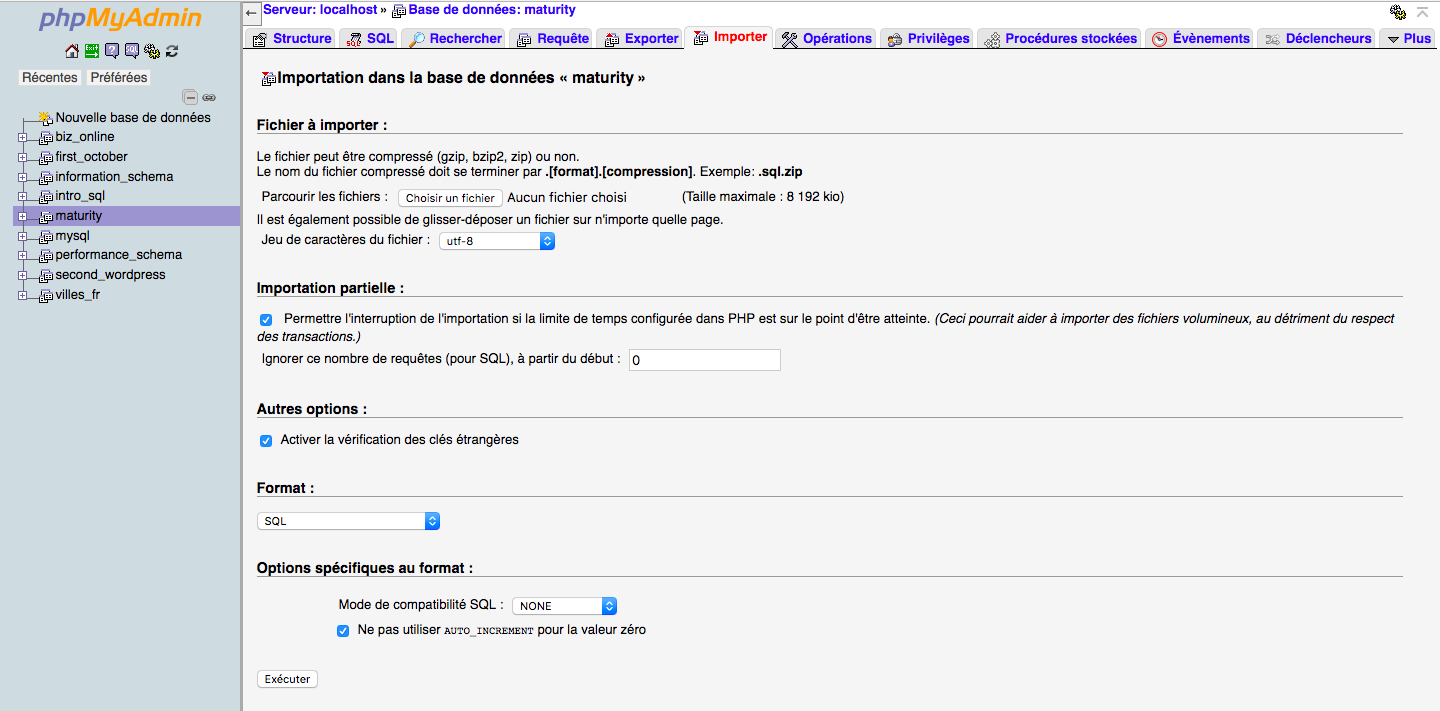 phpMyAdmin
Récentes Préférées
Nouvelle base de données
biz_online
first_october
information_schema
intro_sql
maturity
mysql
performance_schema
second_wordpress
villes_fr
Serveur: localhost » Base de données: maturity
Structure SQL Rechercher Requête Exporter Importer Opérations Privilèges Procédures stockées Évènements Déclencheurs Plus
Importation dans la base de données « maturity »
Fichier à importer :
Le fichier peut être compressé (gzip, bzip2, zip) ou non.
Le nom du fichier compressé doit se terminer par .[format].[compression]. Exemple: .sql.zip
Parcourir les fichiers : Choisir un fichier Aucun fichier choisi (Taille maximale : 8 192 kio)
Il est également possible de glisser-déposer un fichier sur n'importe quelle page.
Jeu de caractères du fichier : utf-8
Importation partielle :
Permettre l'interruption de l'importation si la limite de temps configurée dans PHP est sur le point d'être atteinte. (Ceci pourrait aider à importer des fichiers volumineux, au détriment du respect
des transactions.)
Ignorer ce nombre de requêtes (pour SQL), à partir du début : 0
Autres options :
Activer la vérification des clés étrangères
Format :
SQL
Options spécifiques au format :
Mode de compatibilité SQL : NONE
Ne pas utiliser AUTO_INCREMENT pour la valeur zéro
Exécuter